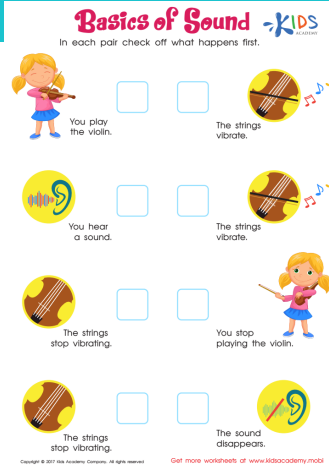 Basics of Sound
KIDS
ACADEMY
In each pair check off what happens first.
You play
the violin.
The strings
vibrate.
You hear
a sound.
The strings
vibrate.
The strings
stop vibrating.
You stop
playing the violin.
The strings
stop vibrating.
The sound
disappears.
Copyright © 2017 Kids Academy Company. All rights reserved
Get more worksheets at www.kidsacademy.mobi